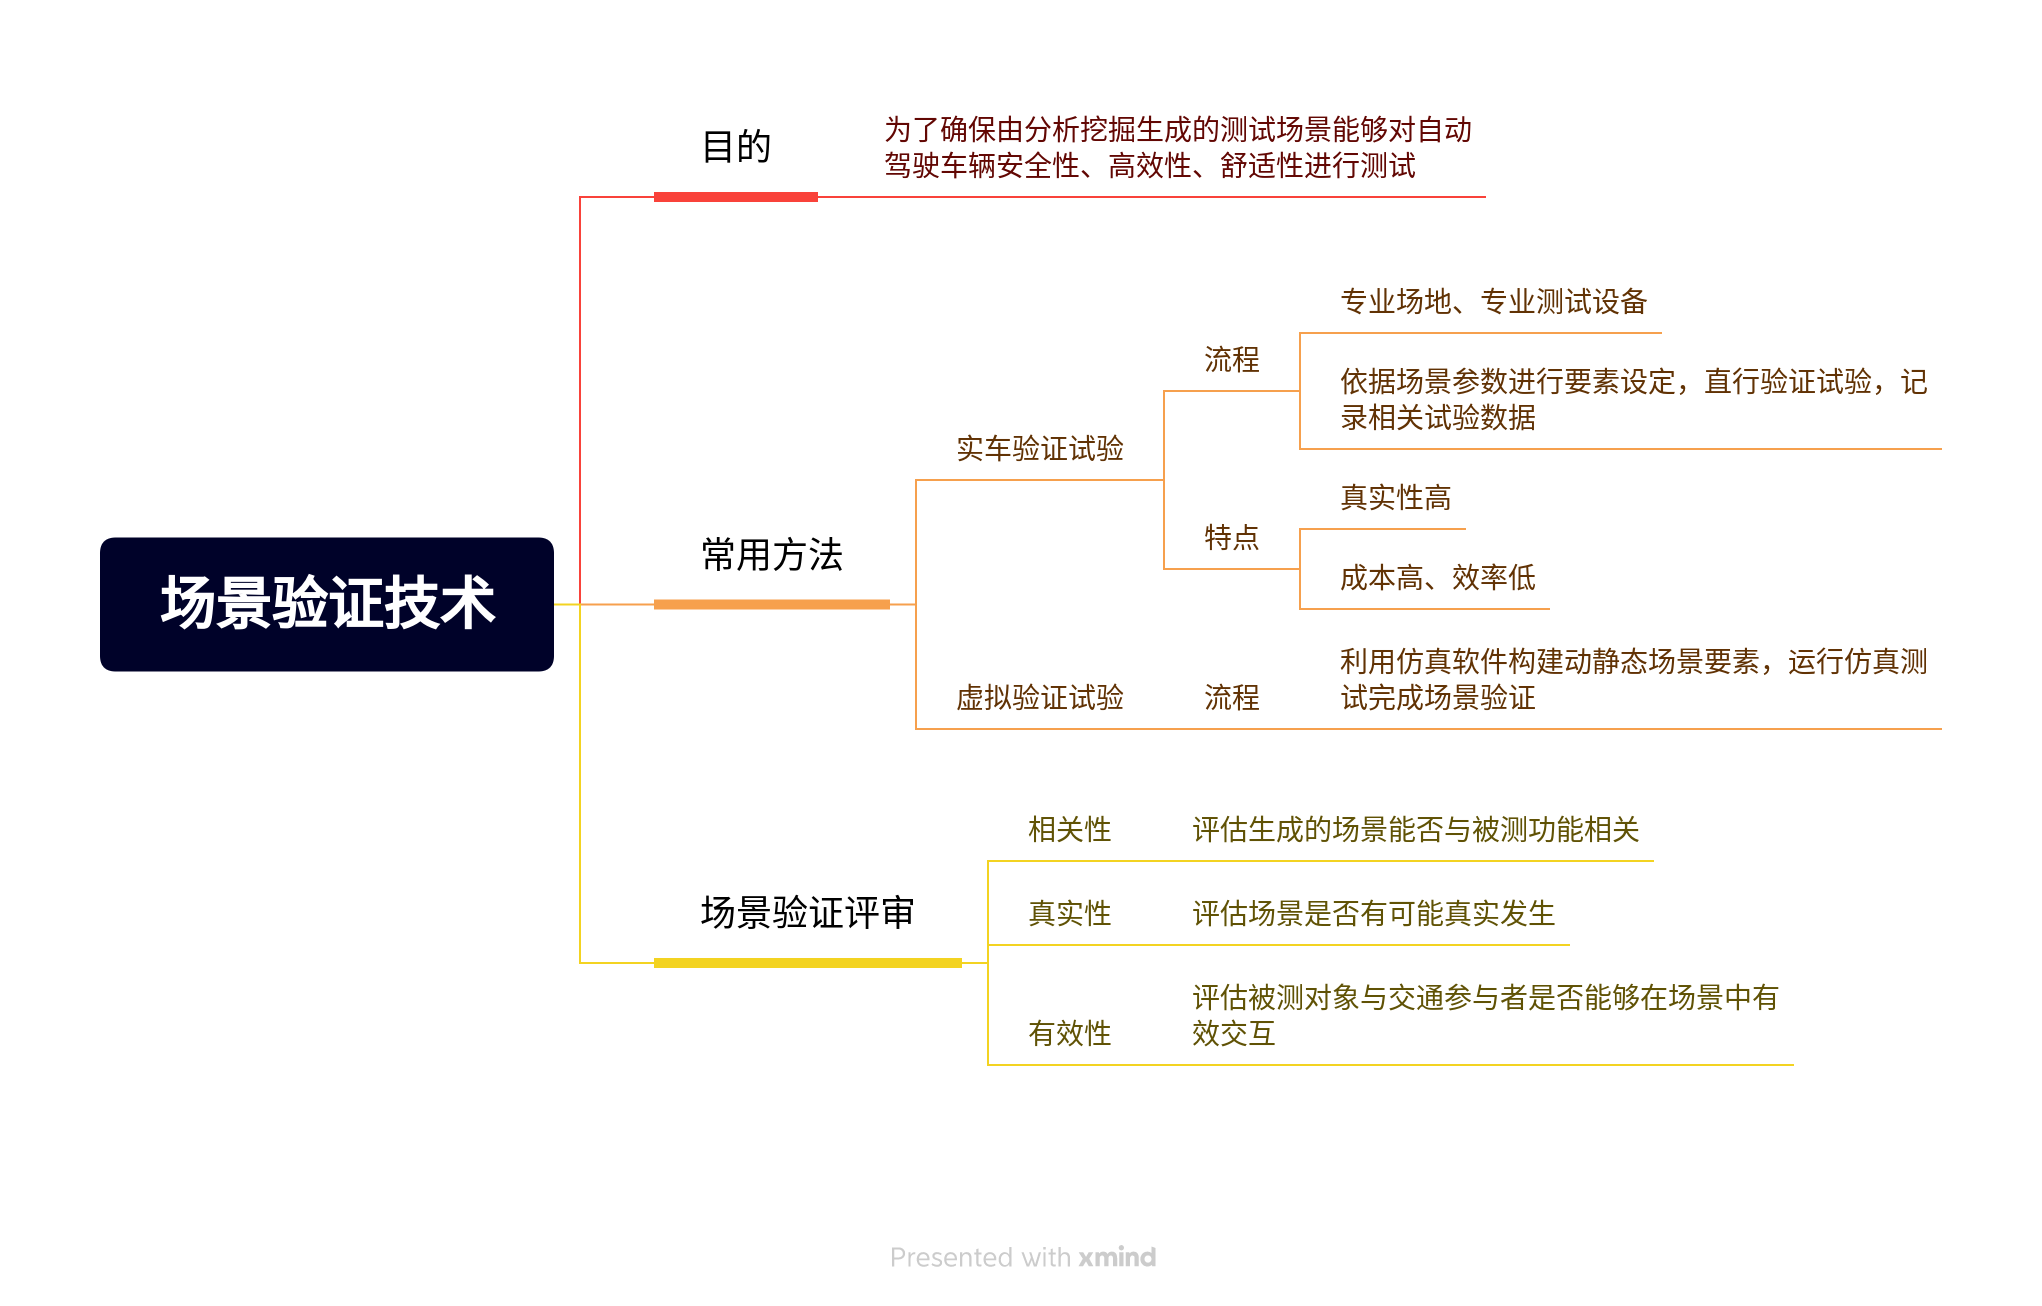 场景验证技术
目的
为了确保由分析挖掘生成的测试场景能够对自动
驾驶车辆安全性、高效性、舒适性进行测试
常用方法
实车验证试验
流程
专业场地、专业测试设备
依据场景参数进行要素设定，直行验证试验，记
录相关试验数据
特点
真实性高
成本高、效率低
虚拟验证试验
流程
利用仿真软件构建动静态场景要素，运行仿真测
试完成场景验证
场景验证评审
相关性
评估生成的场景能否与被测功能相关
真实性
评估场景是否有可能真实发生
有效性
评估被测对象与交通参与者是否能够在场景中有
效交互
Presented with xmind